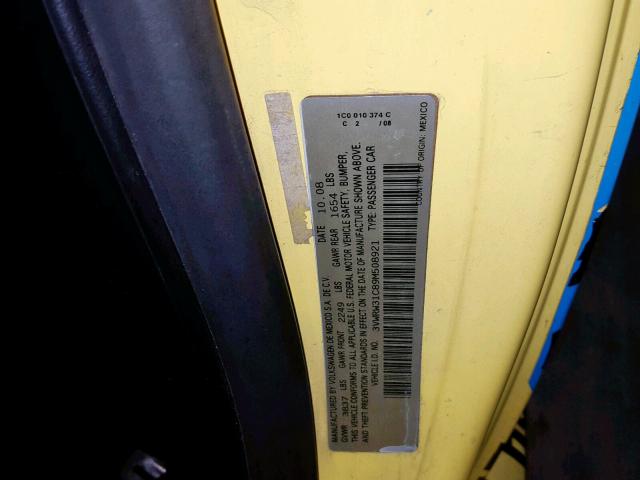 MANUFACTURED BY VOLKSWAGEN DE MEXICO S.A. DE C.V. DATE 10.08
GVWR 3837 LBS GAWR FRONT 2249 LBS GAWR REAR 1654 LBS
THIS VEHICLE CONFORMS TO ALL APPLICABLE U.S. FEDERAL MOTOR VEHICLE SAFETY, BUMPER,
AND THEFT PREVENTION STANDARDS IN EFFECT ON THE DATE OF MANUFACTURE SHOWN ABOVE.
VEHICLE I.D. NO. 3VWRW31C89M508921 TYPE: PASSENGER CAR
COUNTRY OF ORIGIN: MEXICO
1C0 010 374 C
C 2 /08